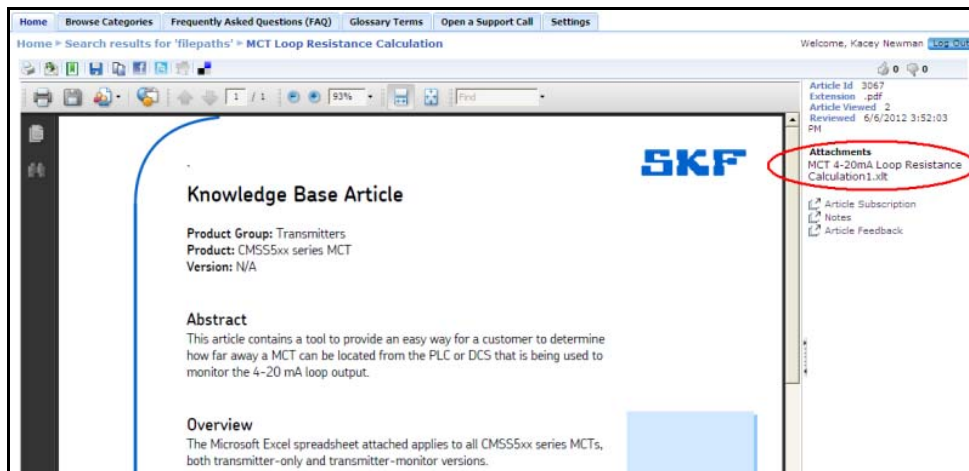 Home Browse Categories Frequently Asked Questions (FAQ) Glossary Terms Open a Support Call Settings
Home Search results for 'filepaths' MCT Loop Resistance Calculation
Welcome, Kacey Newman Log Out
0 0
1 / 1 93% Find
Article Id 3067
Extension .pdf
Article Viewed 2
Reviewed 6/6/2012 3:52:03
PM
Attachments
MCT 4-20mA Loop Resistance
Calculation1.xlt
Article Subscription
Notes
Article Feedback
SKF
Knowledge Base Article
Product Group: Transmitters
Product: CMSS5xx series MCT
Version: N/A
Abstract
This article contains a tool to provide an easy way for a customer to determine
how far away a MCT can be located from the PLC or DCS that is being used to
monitor the 4-20 mA loop output.
Overview
The Microsoft Excel spreadsheet attached applies to all CMSS5xx series MCTs,
both transmitter-only and transmitter-monitor versions.